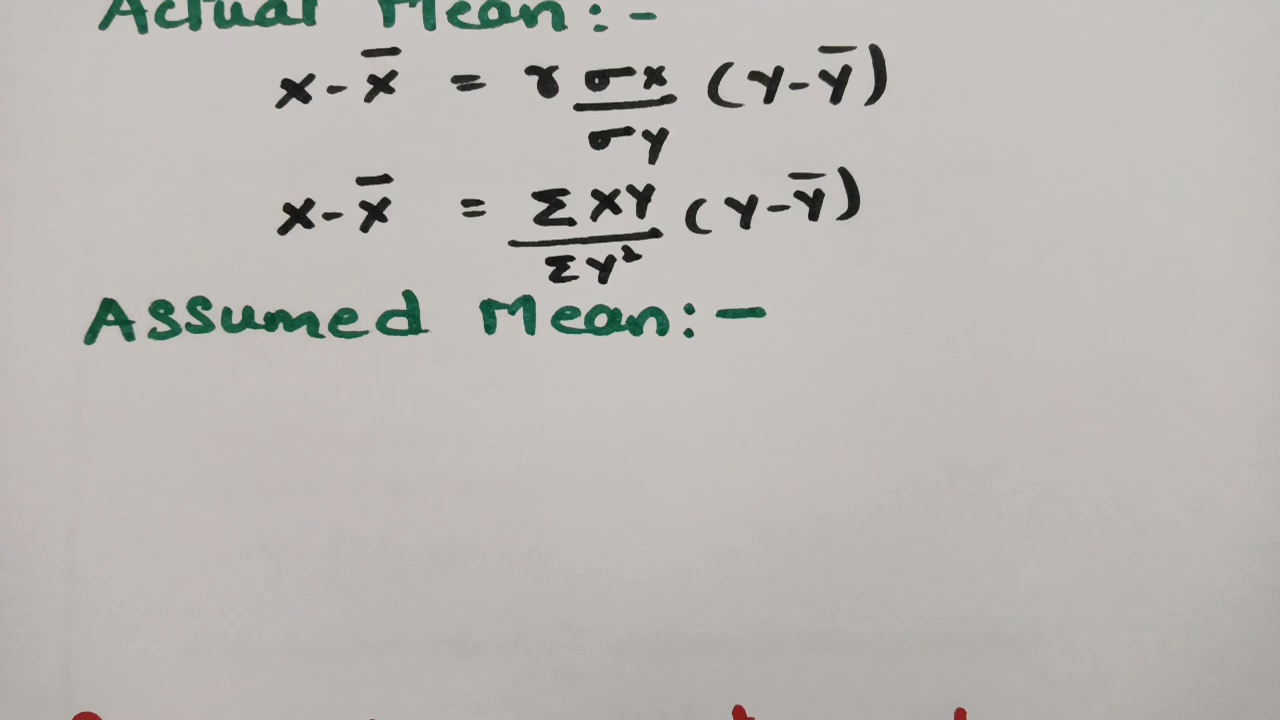 Actual Mean:-
x-x̄ = r σx/σy (y-ȳ)
x-x̄ = ΣXY/ΣY² (y-ȳ)
Assumed Mean:-